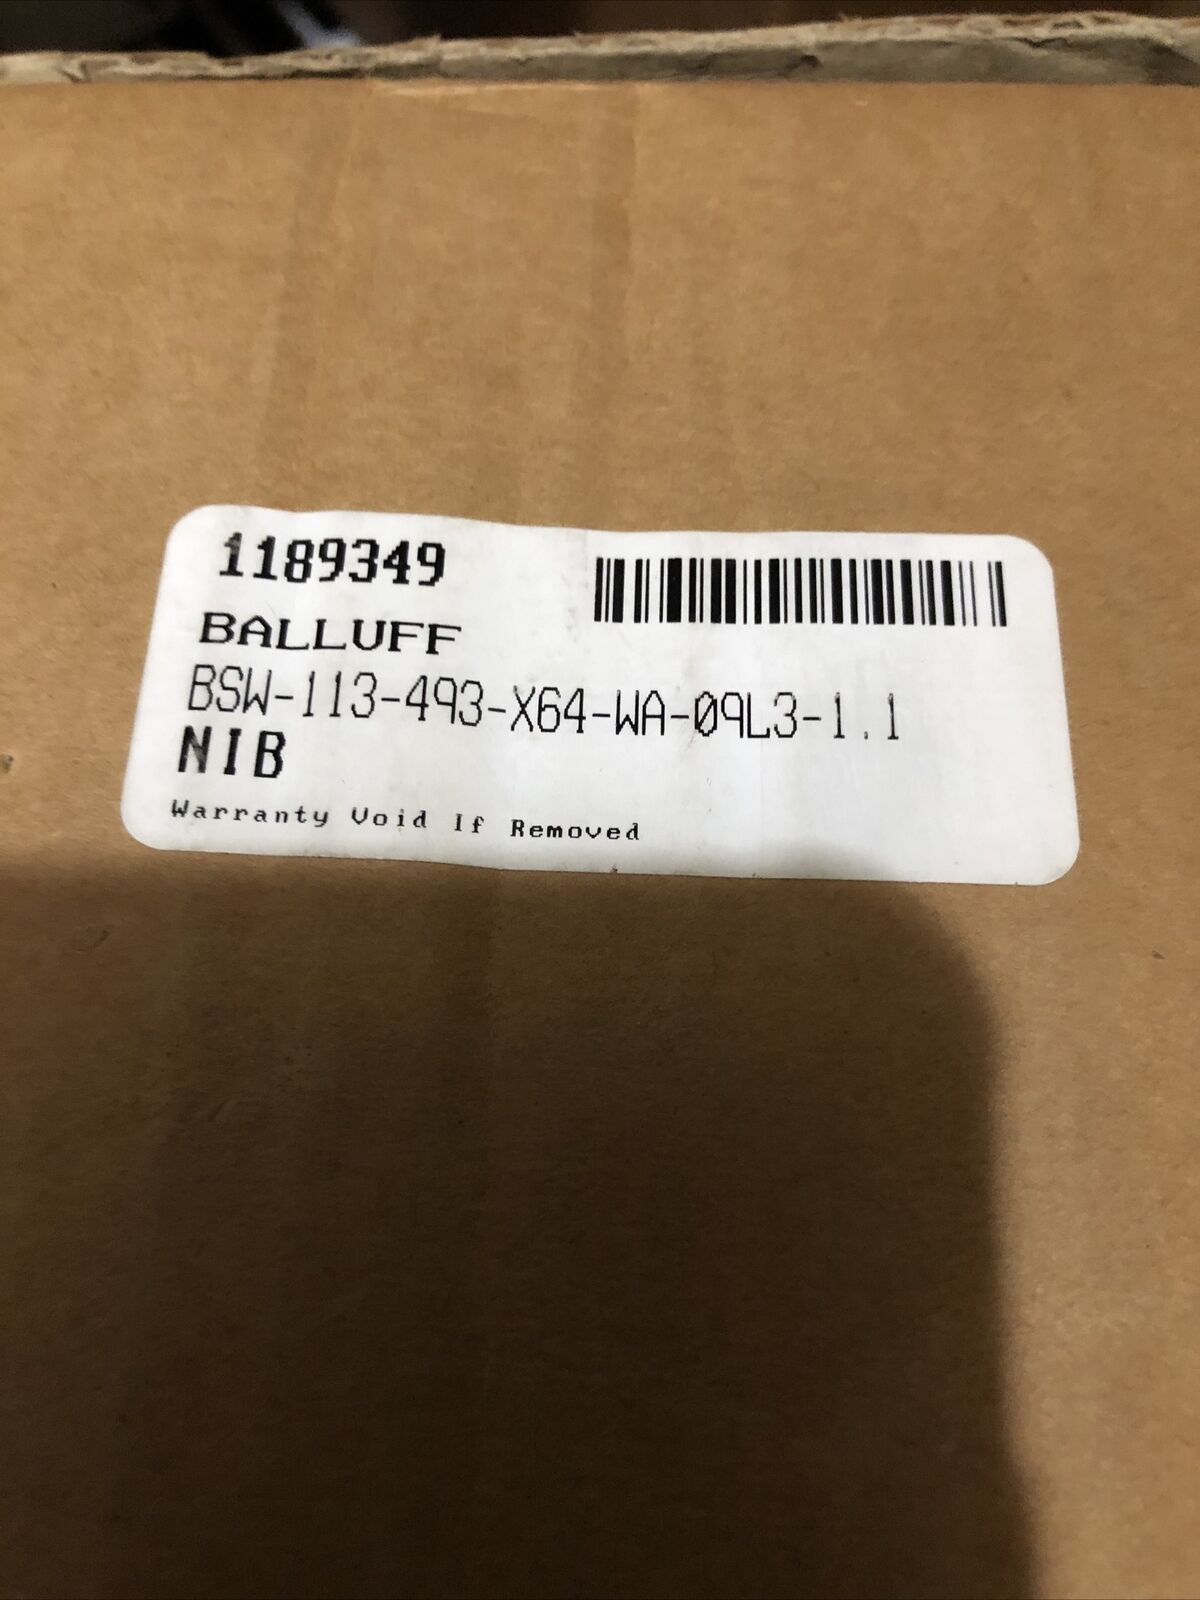 1189349
BALLUFF
BSW-113-493-X64-WA-09L3-1.1
NIB
Warranty Void If Removed